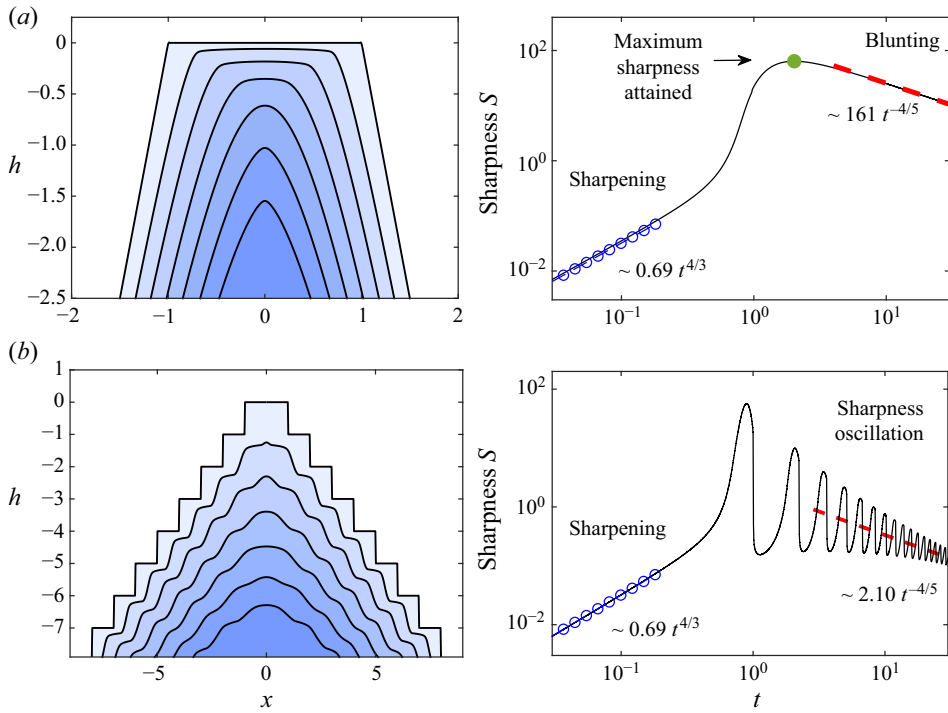 (a)
0
−0.5
−1.0
h
−1.5
−2.0
−2.5
−2
−1
0
1
2
Sharpness S
10²
10⁰
10⁻²
Maximum
sharpness
attained
Blunting
~ 161 t⁻⁴/⁵
Sharpening
~ 0.69 t⁴/³
10⁻¹
10⁰
10¹
(b)
1
0
−1
−2
h
−3
−4
−5
−6
−7
−5
0
5
x
Sharpness S
10²
10⁰
10⁻²
Sharpness
oscillation
Sharpening
~ 2.10 t⁻⁴/⁵
~ 0.69 t⁴/³
10⁻¹
10⁰
10¹
t